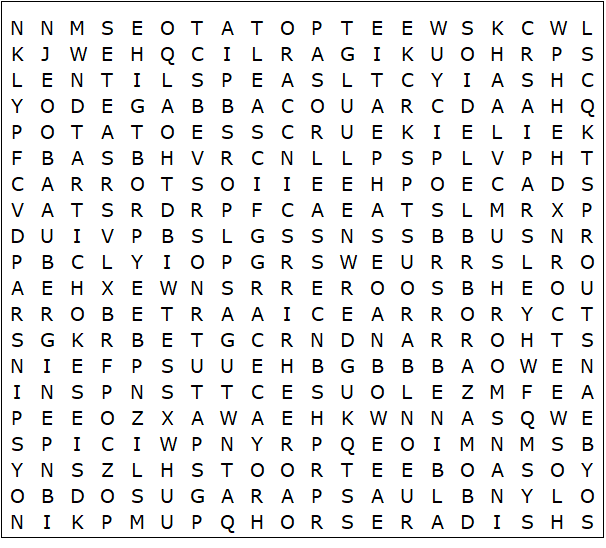 N N M S E O T A T O P T E E W S K C W L
K J W E H Q C I L R A G I K U O H R P S
L E N T I L S P E A S L T C Y I A S H C
Y O D E G A B B A C O U A R C D A A H Q
P O T A T O E S S C R U E K I E L I E K
F B A S B H V R C N L L P S P L V P H T
C A R R O T S O I I E E H P O E C A D S
V A T S R D R P F C A E A T S L M R X P
D U I V P B S L G S S N S S B B U S N R
P B C L Y I O P G R S W E U R R S L R O
A E H X E W N S R R E R O O S B H E O U
R R O B E T R A A I C E A R R O R Y C T
S G K R B E T G C R N D N A R R O H T S
N I E F P S U U E H B G B B B A O W E N
I N S P N S T T C E S U O L E Z M F E A
P E E O Z X A W A E H K W N N A S Q W E
S P I C I W P N Y R P Q E O I M N M S B
Y N S Z L H S T O O R T E E B O A S O Y
O B D O S U G A R A P S A U L B N Y L O
N I K P M U P Q H O R S E R A D I S H S